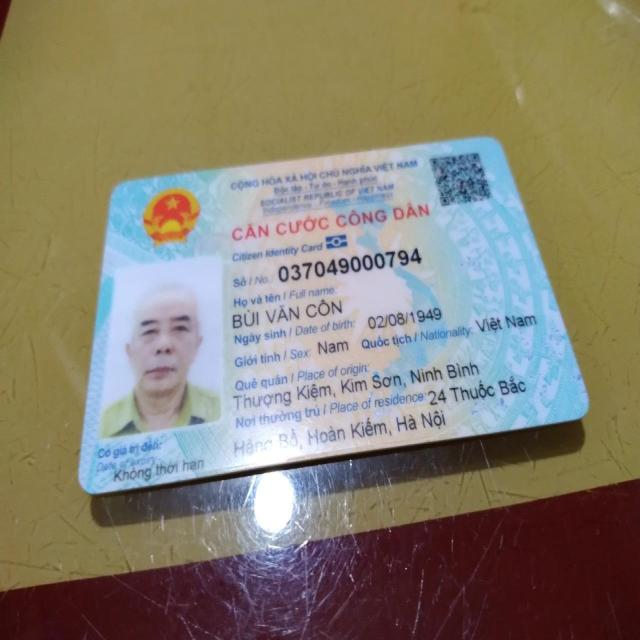 CỘNG HÒA XÃ HỘI CHỦ NGHĨA VIỆT NAM
Độc lập - Tự do - Hạnh phúc
SOCIALIST REPUBLIC OF VIET NAM
CĂN CƯỚC CÔNG DÂN
Citizen Identity Card
Số / No.: 037049000794
Họ và tên / Full name:
BÙI VĂN CÔN
Ngày sinh / Date of birth: 02/08/1949
Giới tính / Sex: Nam Quốc tịch / Nationality: Việt Nam
Quê quán / Place of origin:
Thượng Kiệm, Kim Sơn, Ninh Bình
Nơi thường trú / Place of residence: 24 Thuốc Bắc
Hàng Bồ, Hoàn Kiếm, Hà Nội
Có giá trị đến:
Date of expiry
Không thời hạn